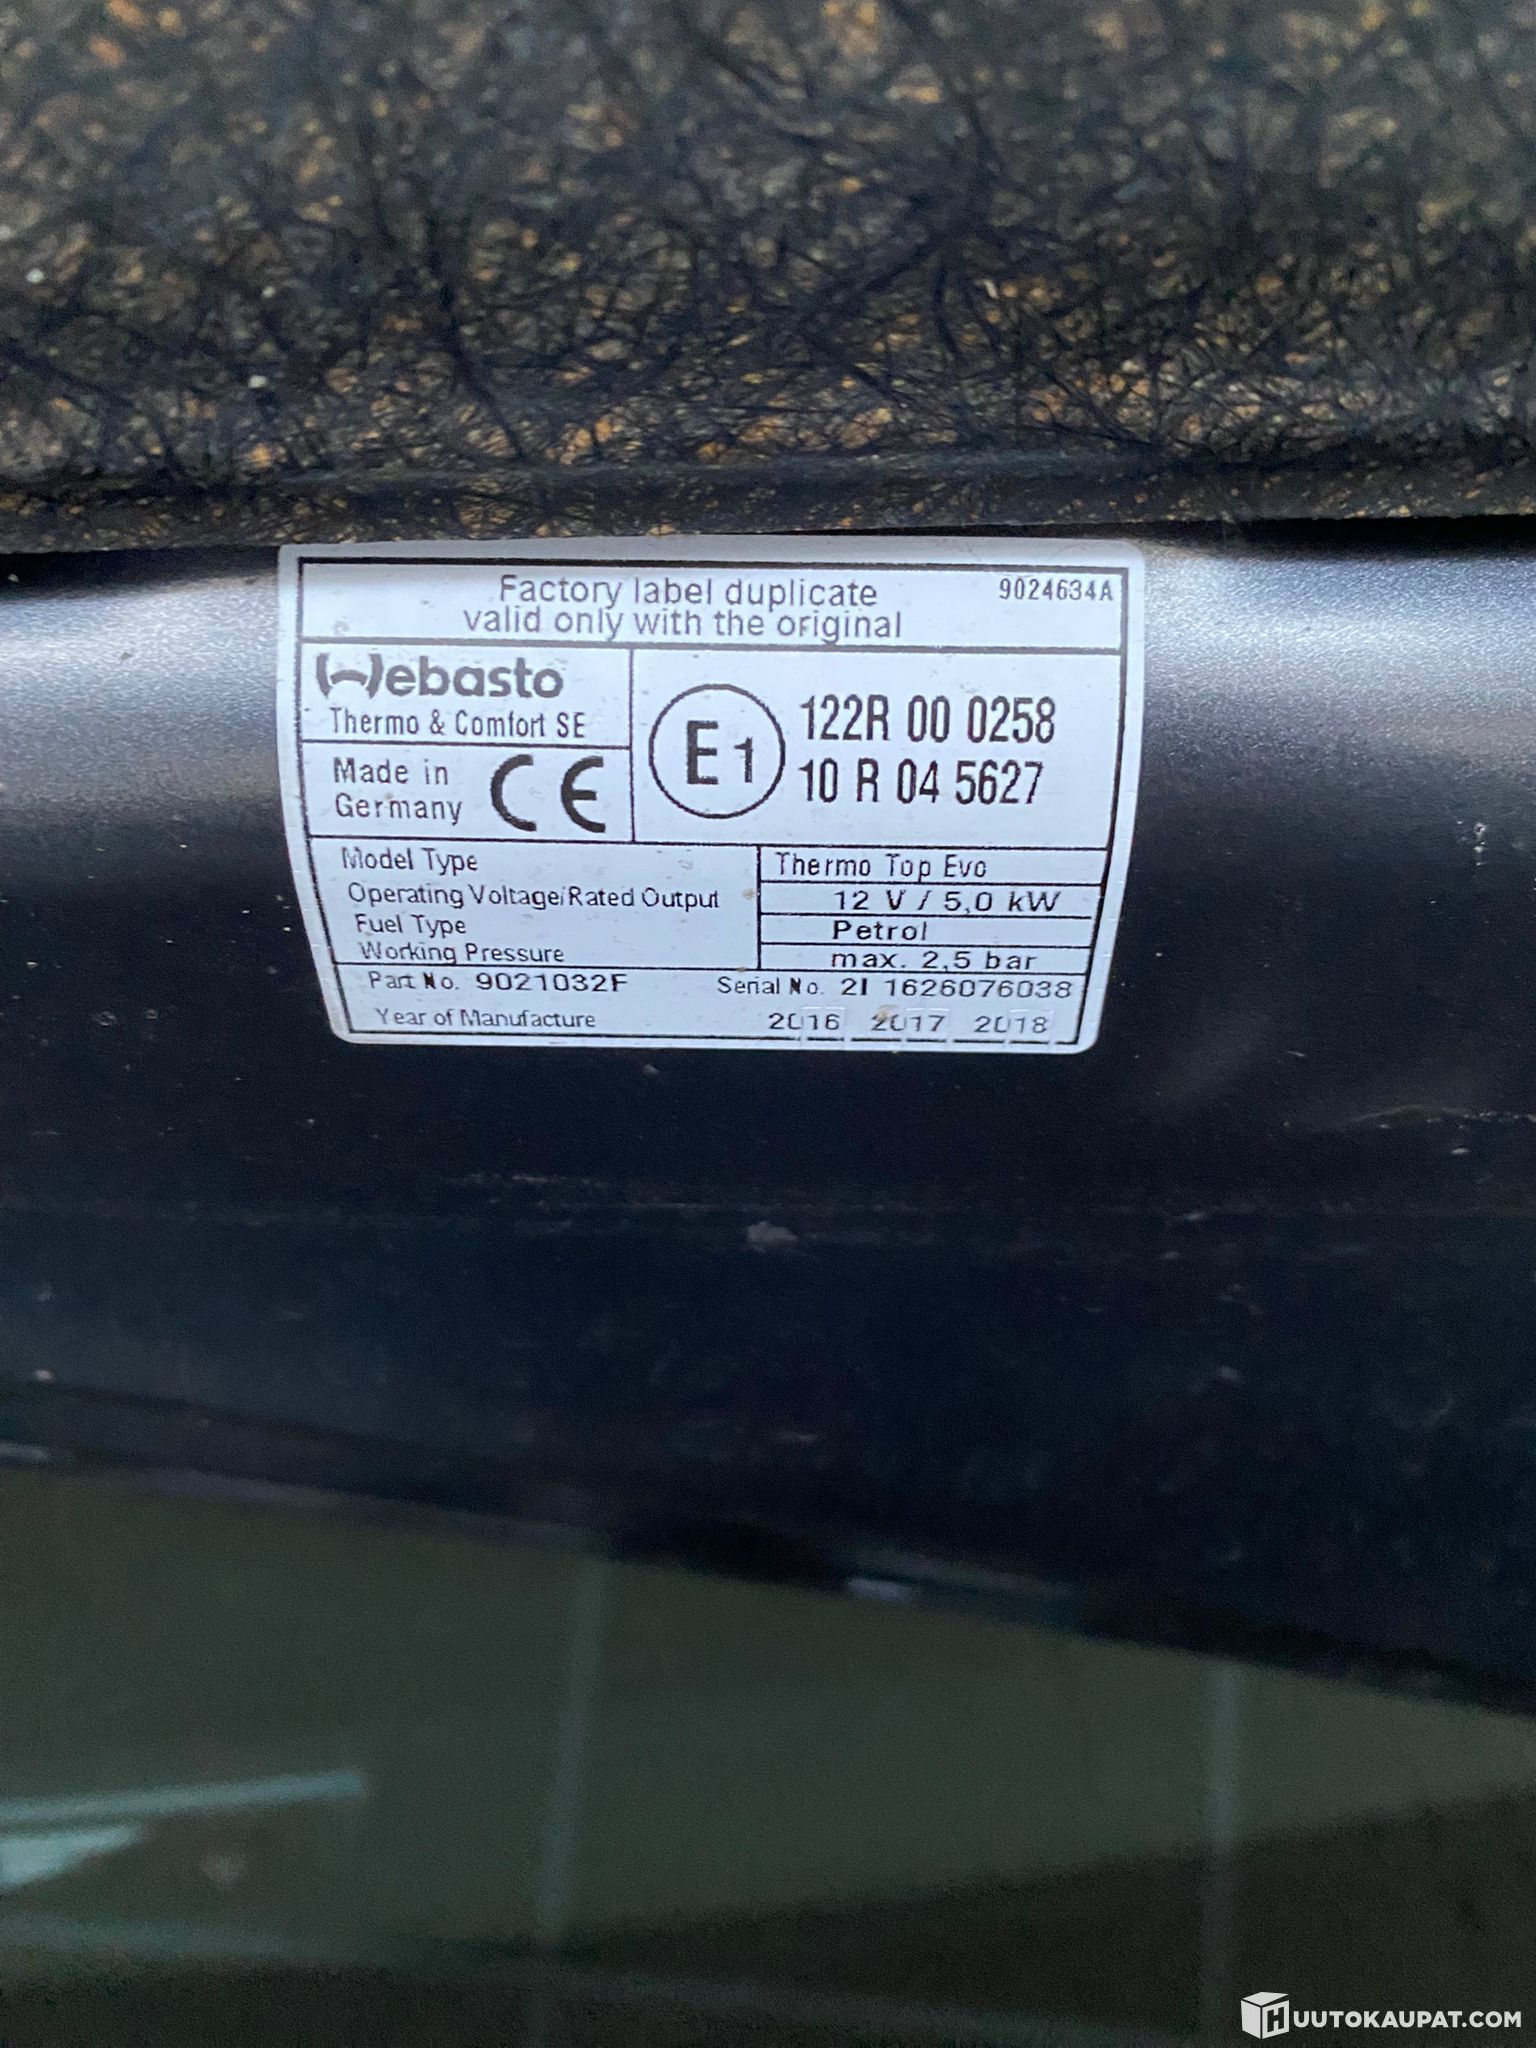 Factory label duplicate
valid only with the original
9024634A
Webasto
Thermo & Comfort SE
Made in
Germany
CE
E1
122R 00 0258
10 R 04 5627
Model Type
Thermo Top Evo
Operating Voltage/Rated Output
12 V / 5,0 kW
Fuel Type
Petrol
Working Pressure
max. 2,5 bar
Part No. 9021032F
Serial No. 21 1626076038
Year of Manufacture
2016 2017 2018
HUUTOKAUPAT.COM